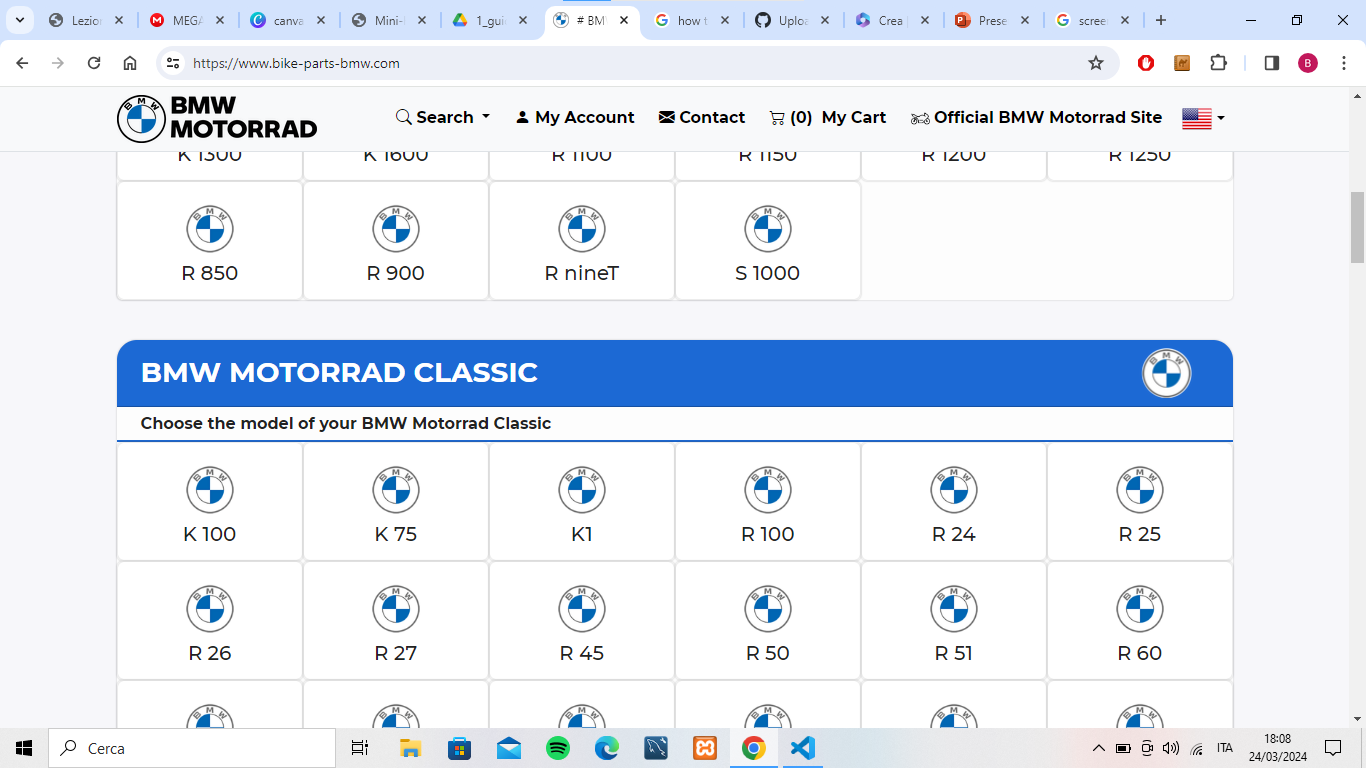 Lezion
MEGA
canva
Mini-
1_gui
# BM
how t
Uploa
Crea
Prese
scree
https://www.bike-parts-bmw.com
B
BMW
MOTORRAD
Search
My Account
Contact
(0) My Cart
Official BMW Motorrad Site
K 1300
K 1600
R 1100
R 1150
R 1200
R 1250
R 850
R 900
R nineT
S 1000
BMW MOTORRAD CLASSIC
Choose the model of your BMW Motorrad Classic
K 100
K 75
K1
R 100
R 24
R 25
R 26
R 27
R 45
R 50
R 51
R 60
Cerca
ITA
18:08
24/03/2024